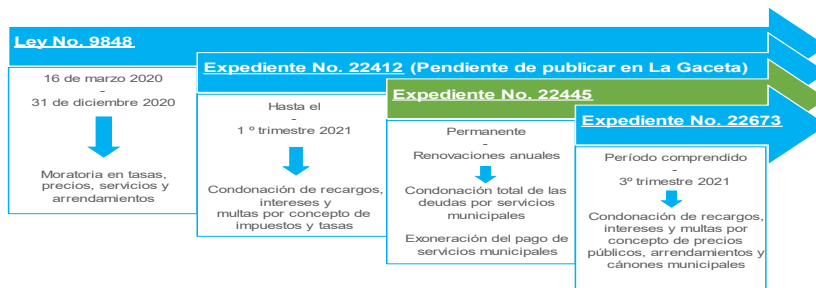 Ley No. 9848
16 de marzo 2020
-
31 de diciembre 2020
Moratoria en tasas,
precios, servicios y
arrendamientos
Expediente No. 22412 (Pendiente de publicar en La Gaceta)
Hasta el
-
1 º trimestre 2021
Condonación de recargos,
intereses y
multas por concepto de
impuestos y tasas
Expediente No. 22445
Permanente
-
Renovaciones anuales
Condonación total de las
deudas por servicios
municipales
Exoneración del pago de
servicios municipales
Expediente No. 22673
Período comprendido
-
3º trimestre 2021
Condonación de recargos,
intereses y multas por
concepto de precios
públicos, arrendamientos y
cánones municipales